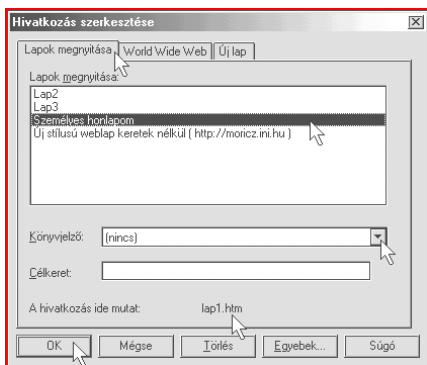 Hivatkozás szerkesztése
Lapok megnyitása World Wide Web Új lap
Lapok megnyitása:
Lap2
Lap3
Személyes honlapom
Új stílusú weblap keretek nélkül ( http://moricz.ini.hu )
Könyvjelző: (nincs)
Célkeret:
A hivatkozás ide mutat: lap1.htm
OK Mégse Törlés Egyebek... Súgó